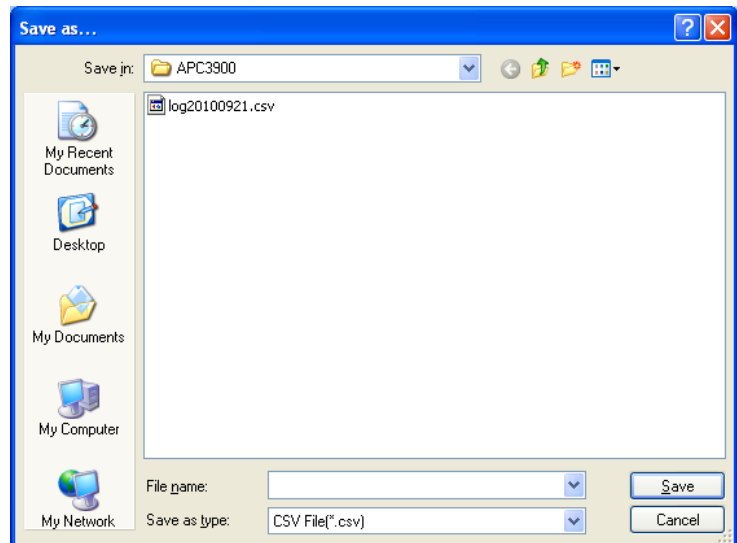 Save as...
Save in:
APC3900
log20100921.csv
My Recent
Documents
Desktop
My Documents
My Computer
My Network
File name:
Save
Save as type:
CSV File(*.csv)
Cancel